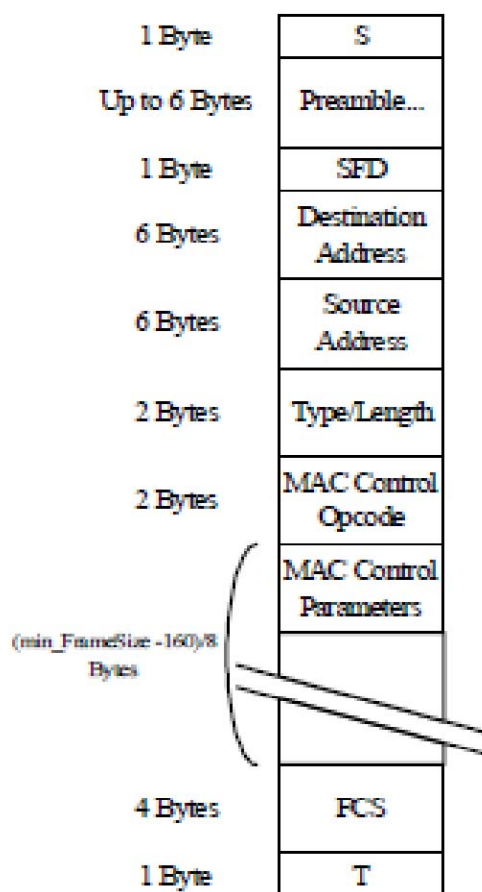 1 Byte S
Up to 6 Bytes Preamble...
1 Byte SFD
6 Bytes Destination
Address
6 Bytes Source
Address
2 Bytes Type/Length
2 Bytes MAC Control
Opcode
MAC Control
Parameters
(min_FrameSize -160)/8
Bytes
4 Bytes FCS
1 Byte T